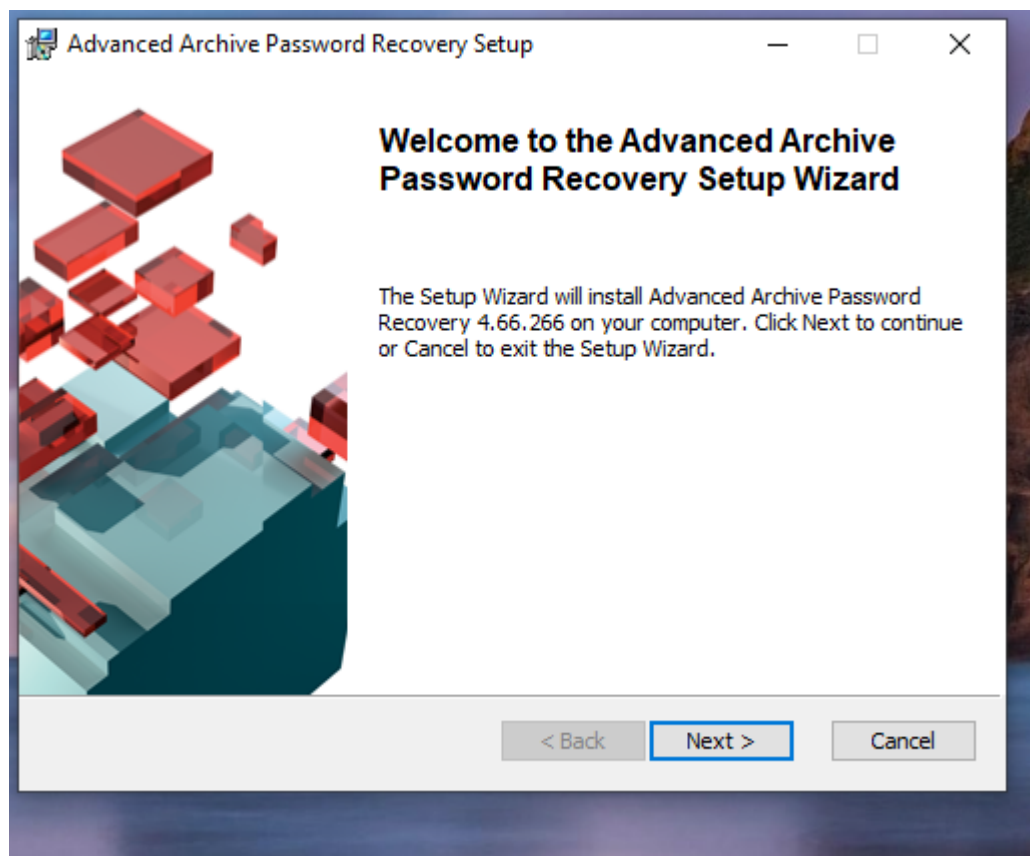 Advanced Archive Password Recovery Setup
Welcome to the Advanced Archive
Password Recovery Setup Wizard
The Setup Wizard will install Advanced Archive Password
Recovery 4.66.266 on your computer. Click Next to continue
or Cancel to exit the Setup Wizard.
< Back Next > Cancel